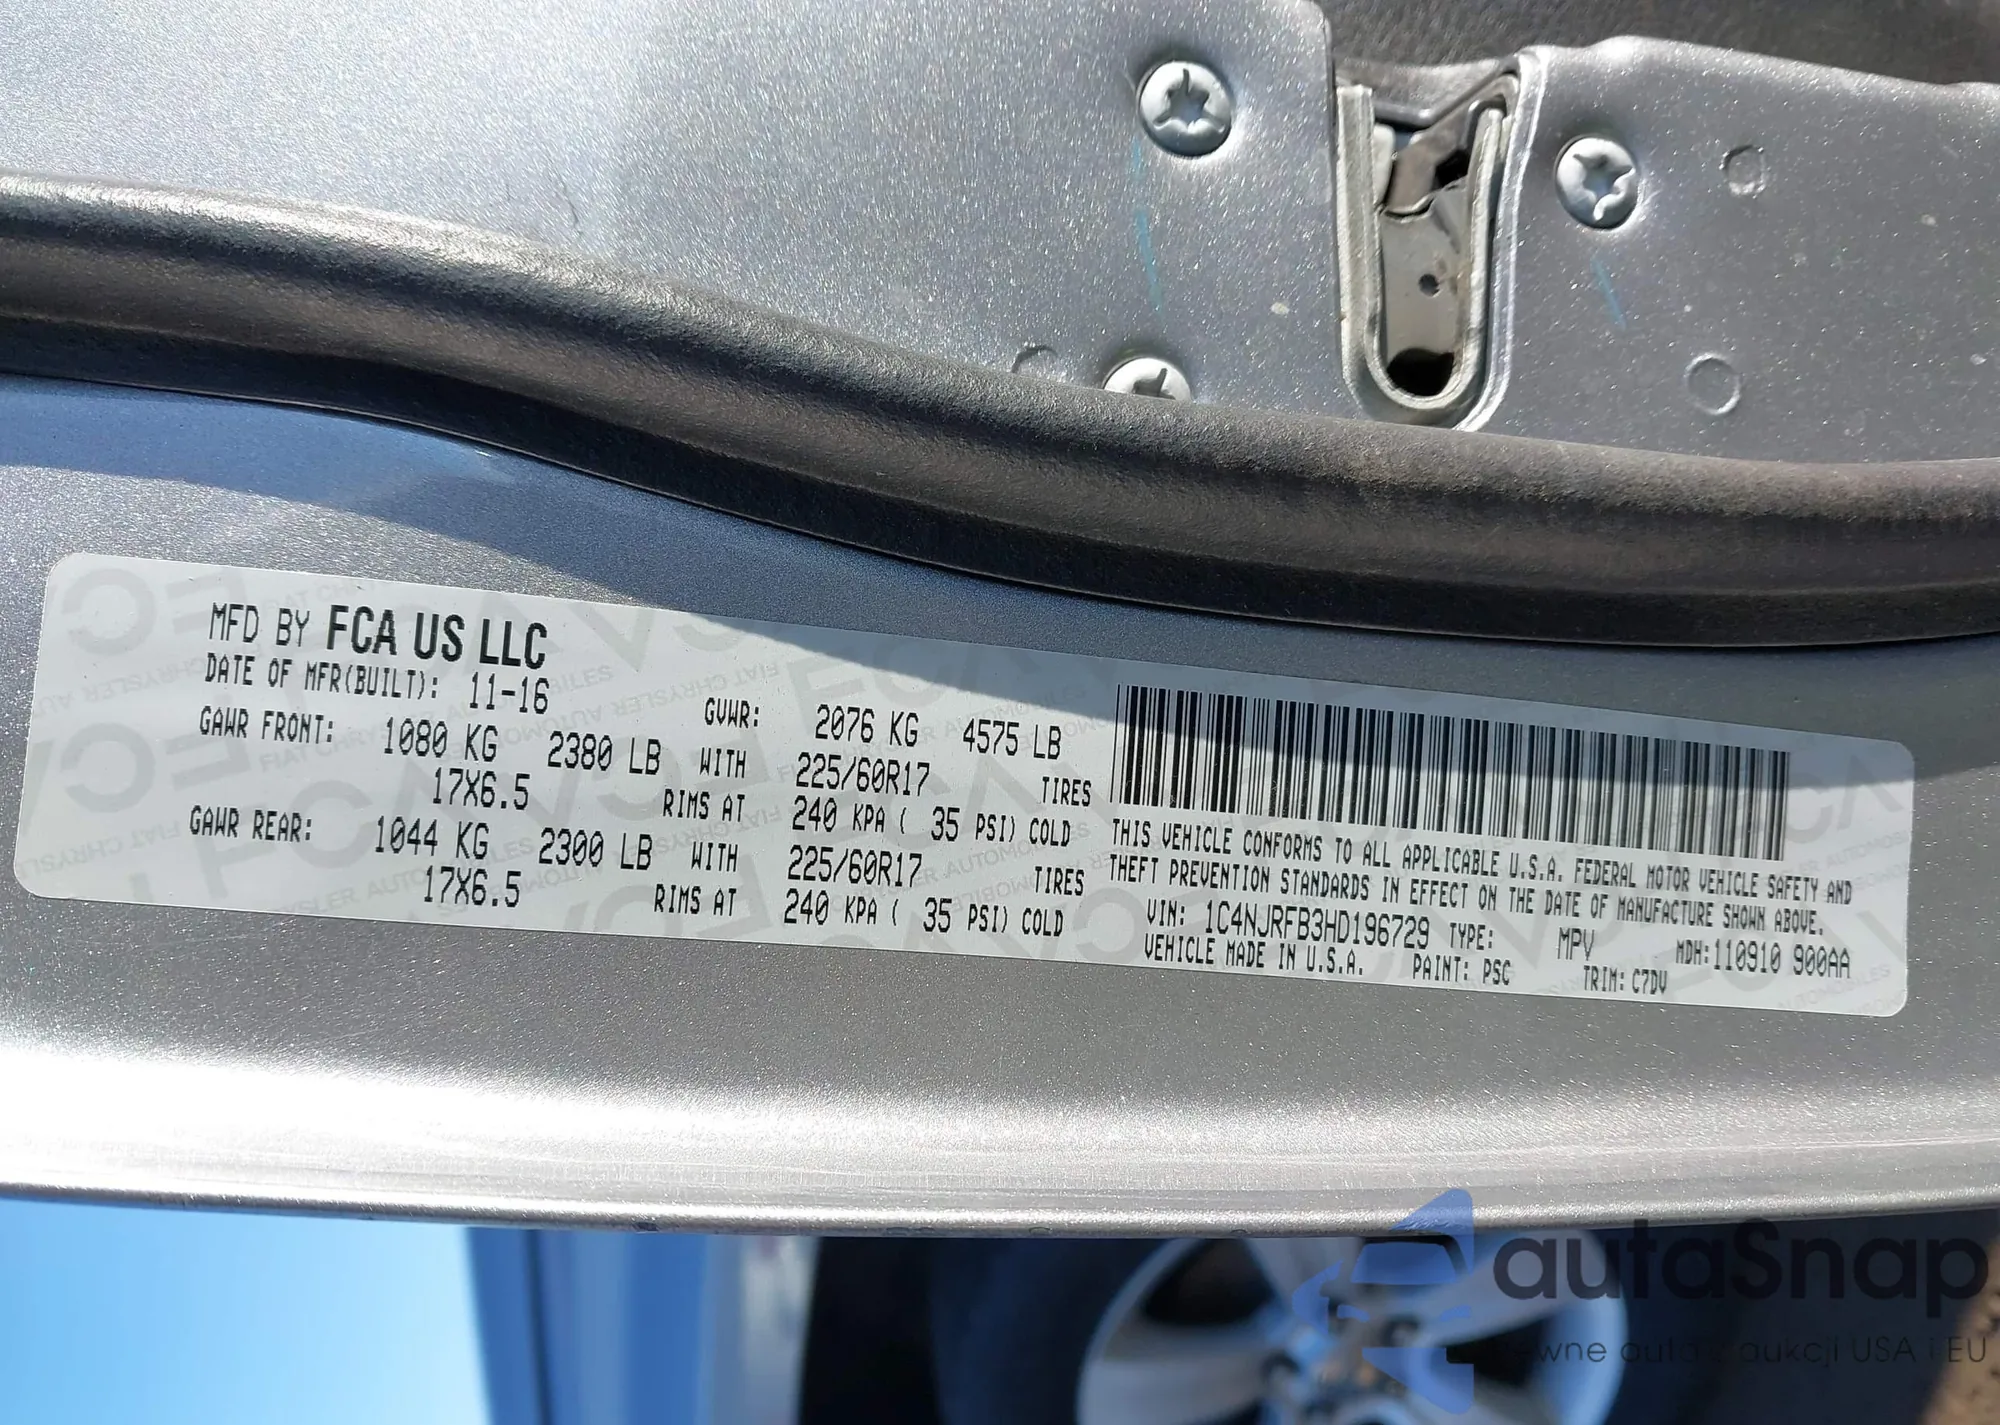 MFD BY FCA US LLC
DATE OF MFR(BUILT): 11-16 GVWR: 2076 KG 4575 LB
GAWR FRONT: 1080 KG 2380 LB WITH 225/60R17 TIRES
17X6.5 RIMS AT 240 KPA ( 35 PSI) COLD
GAWR REAR: 1044 KG 2300 LB WITH 225/60R17 TIRES
17X6.5 RIMS AT 240 KPA ( 35 PSI) COLD
THIS VEHICLE CONFORMS TO ALL APPLICABLE U.S.A. FEDERAL MOTOR VEHICLE SAFETY AND
THEFT PREVENTION STANDARDS IN EFFECT ON THE DATE OF MANUFACTURE SHOWN ABOVE.
VIN: 1C4NJRFB3HD196729 TYPE: MPV MDH:110910 900AA
VEHICLE MADE IN U.S.A. PAINT: PSC TRIM: C7DV
autaSnap
aukcji USA i EU